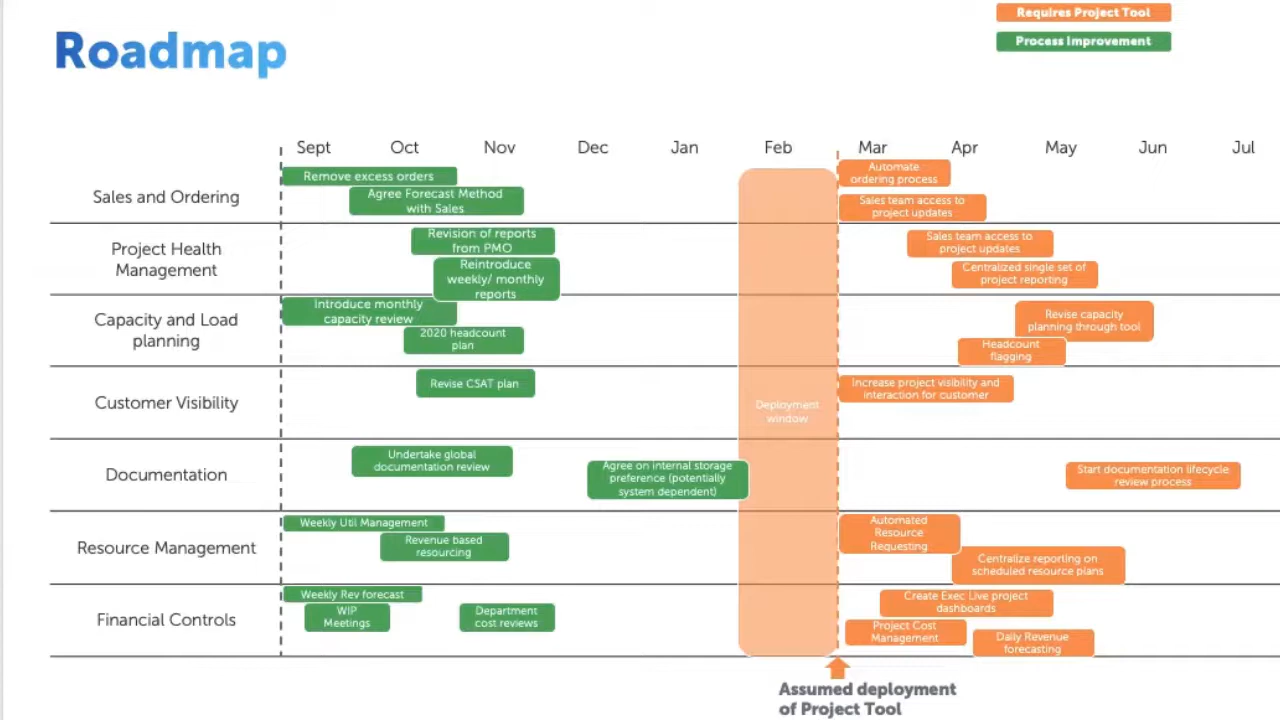 Requires Project Tool
Process Improvement
Roadmap
Sept Oct Nov Dec Jan Feb Mar Apr May Jun Jul
Sales and Ordering
Remove excess orders
Agree Forecast Method
with Sales
Automate
ordering process
Sales team access to
project updates
Project Health
Management
Revision of reports
from PMO
Reintroduce
weekly/ monthly
reports
Sales team access to
project updates
Centralized single set of
project reporting
Capacity and Load
planning
Introduce monthly
capacity review
2020 headcount
plan
Revise capacity
planning through tool
Headcount
flagging
Customer Visibility
Revise CSAT plan
Deployment
window
Increase project visibility and
interaction for customer
Documentation
Undertake global
documentation review
Agree on internal storage
preference (potentially
system dependent)
Start documentation lifecycle
review process
Resource Management
Weekly Util Management
Revenue based
resourcing
Automated
Resource
Requesting
Centralize reporting on
scheduled resource plans
Financial Controls
Weekly Rev forecast
WIP
Meetings
Department
cost reviews
Create Exec Live project
dashboards
Project Cost
Management
Daily Revenue
forecasting
Assumed deployment
of Project Tool